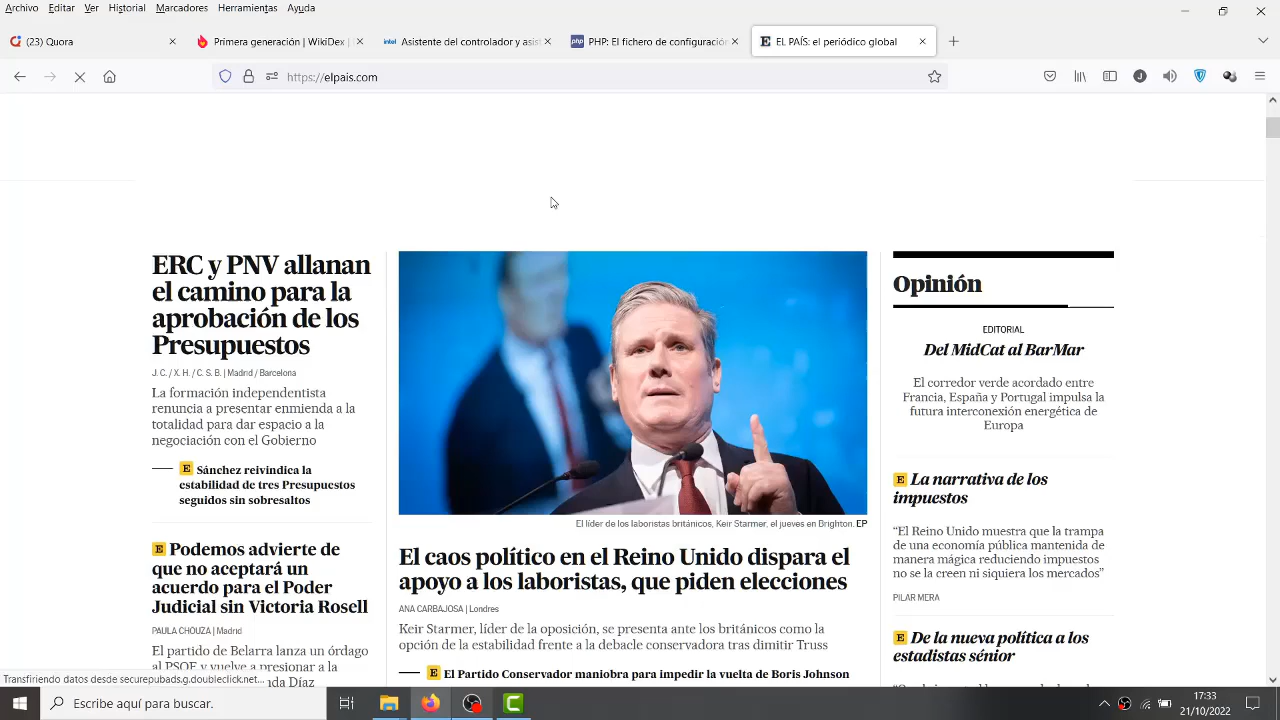 Archivo Editar Ver Historial Marcadores Herramientas Ayuda
(23) Quora
Primera generación | WikiDex |
intel Asistente del controlador y asis
php PHP: El fichero de configuración
E EL PAÍS: el periódico global
https://elpais.com
ERC y PNV allanan
el camino para la
aprobación de los
Presupuestos
J. C. / X. H. / C. S. B. | Madrid / Barcelona
La formación independentista
renuncia a presentar enmienda a la
totalidad para dar espacio a la
negociación con el Gobierno
E Sánchez reivindica la
estabilidad de tres Presupuestos
seguidos sin sobresaltos
E Podemos advierte de
que no aceptará un
acuerdo para el Poder
Judicial sin Victoria Rosell
PAULA CHOUZA | Madrid
El partido de Belarra lanza un órdago
al PSOE y vuelve a presionar a la
nda Díaz
Transfiriendo datos desde securepubads.g.doubleclick.net…
El líder de los laboristas británicos, Keir Starmer, el jueves en Brighton. EP
El caos político en el Reino Unido dispara el
apoyo a los laboristas, que piden elecciones
ANA CARBAJOSA | Londres
Keir Starmer, líder de la oposición, se presenta ante los británicos como la
opción de la estabilidad frente a la debacle conservadora tras dimitir Truss
E El Partido Conservador maniobra para impedir la vuelta de Boris Johnson
Opinión
EDITORIAL
Del MidCat al BarMar
El corredor verde acordado entre
Francia, España y Portugal impulsa la
futura interconexión energética de
Europa
E La narrativa de los
impuestos
“El Reino Unido muestra que la trampa
de una economía pública mantenida de
manera mágica reduciendo impuestos
no se la creen ni siquiera los mercados”
PILAR MERA
E De la nueva política a los
estadistas sénior
Escribe aquí para buscar.
17:33
21/10/2022